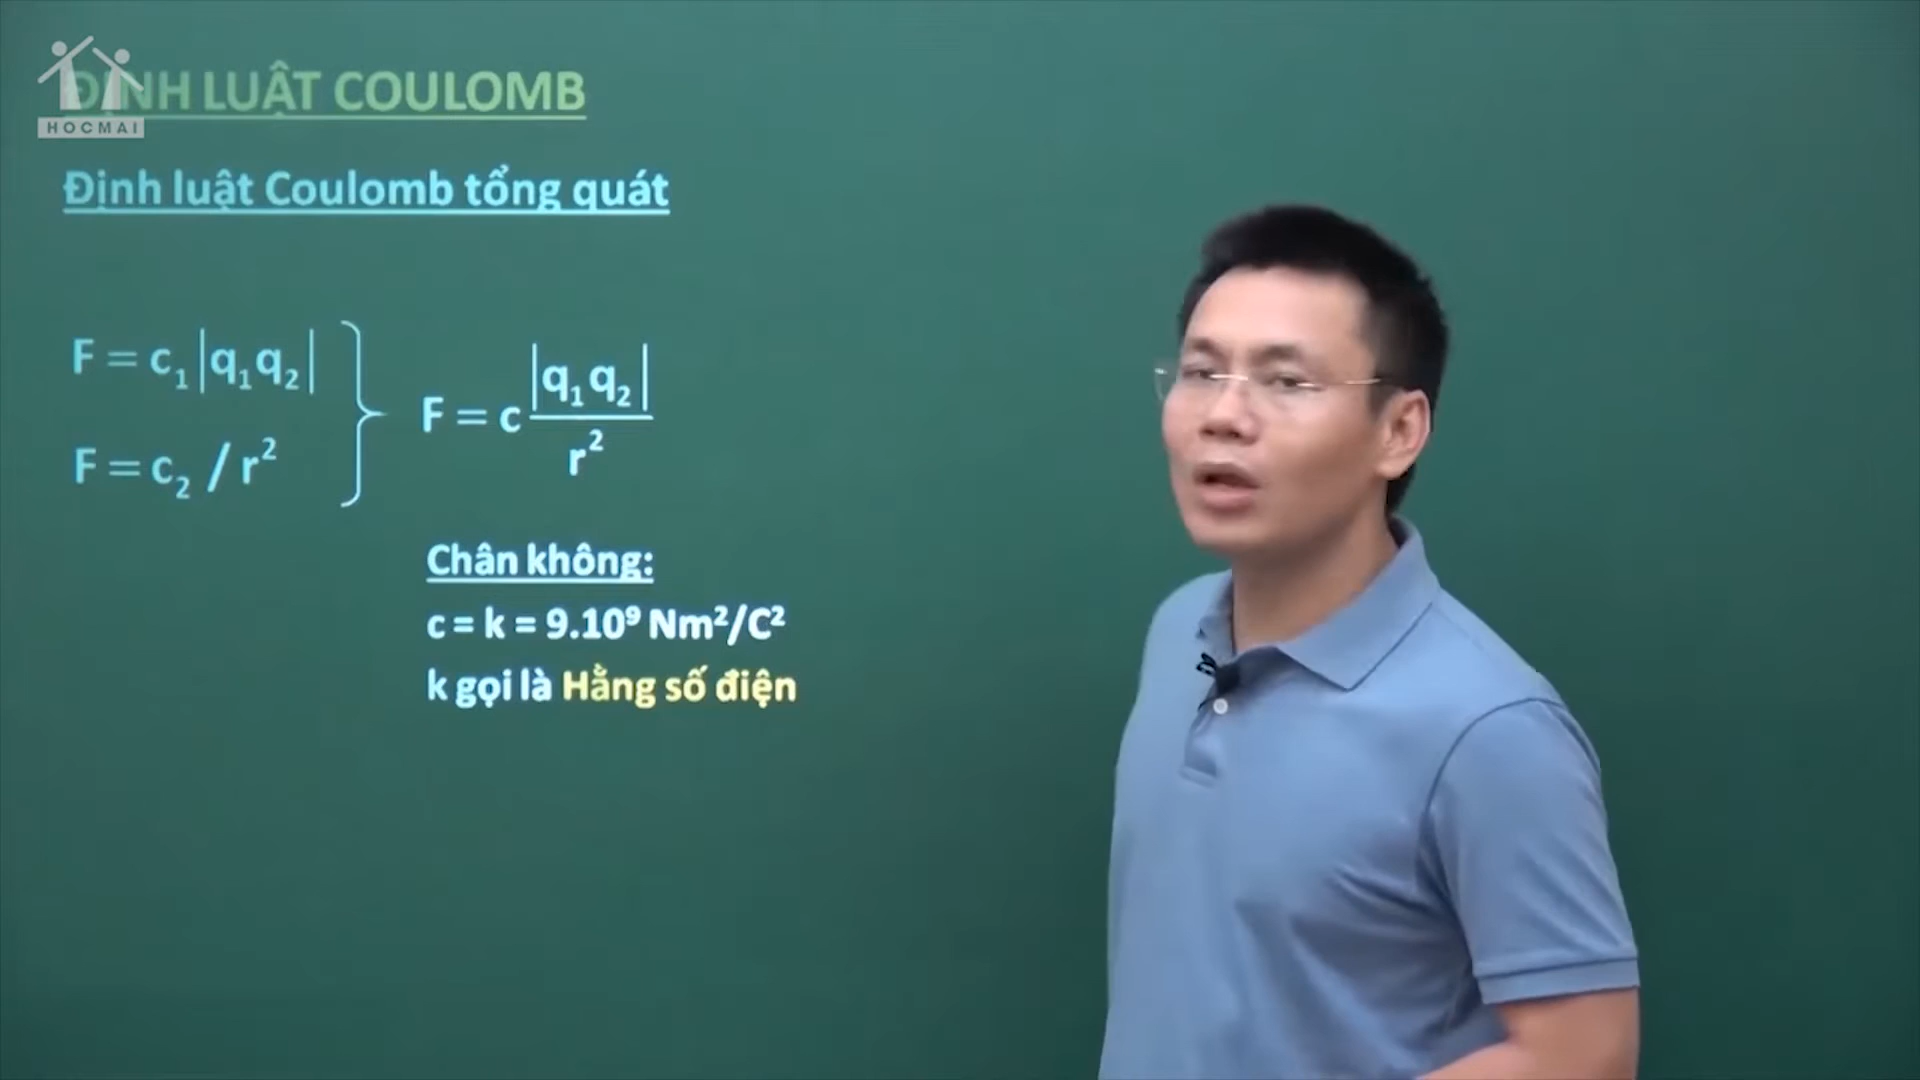 ĐỊNH LUẬT COULOMB
HOCMAI
Định luật Coulomb tổng quát
F = c₁|q₁q₂|
F = c₂ / r²
F = c |q₁q₂| / r²
Chân không:
c = k = 9.10⁹ Nm²/C²
k gọi là Hằng số điện